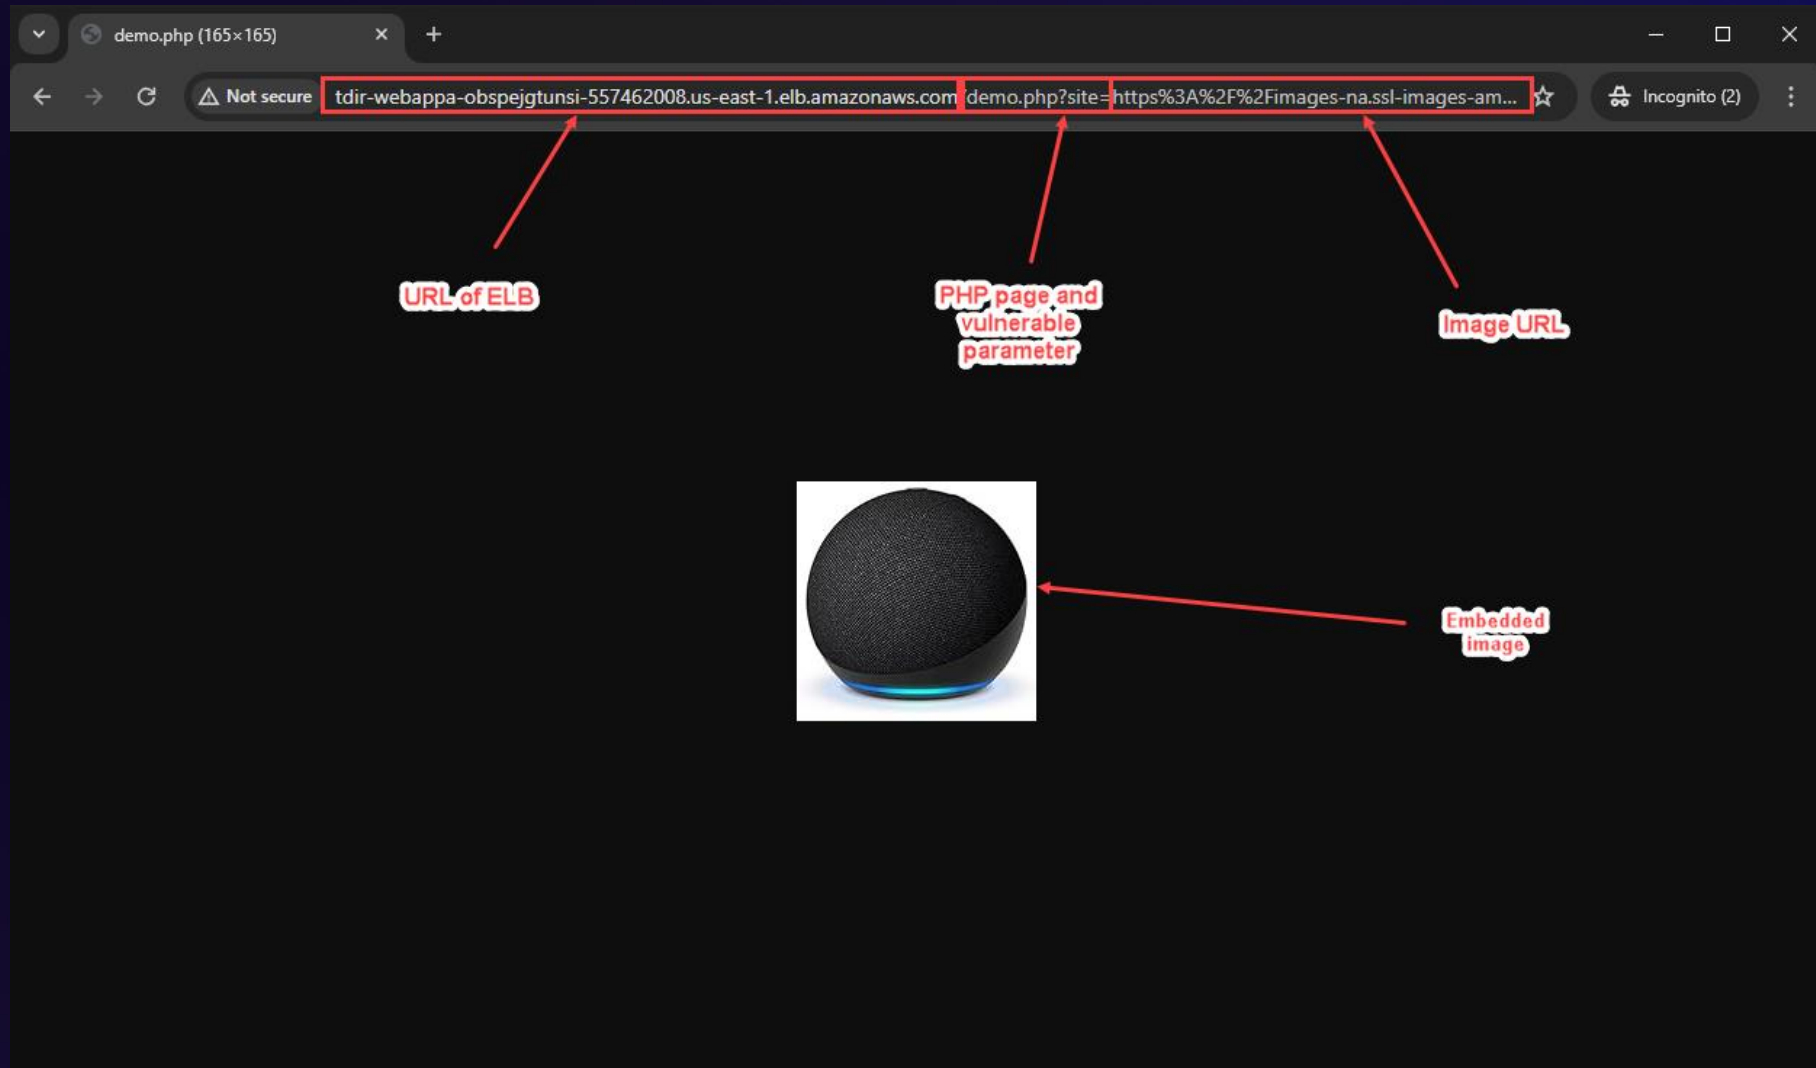 demo.php (165×165)
Not secure
tdir-webappa-obspejgtunsi-557462008.us-east-1.elb.amazonaws.com/demo.php?site=https%3A%2F%2Fimages-na.ssl-images-am...
Incognito (2)
URL of ELB
PHP page and
vulnerable
parameter
Image URL
Embedded
image